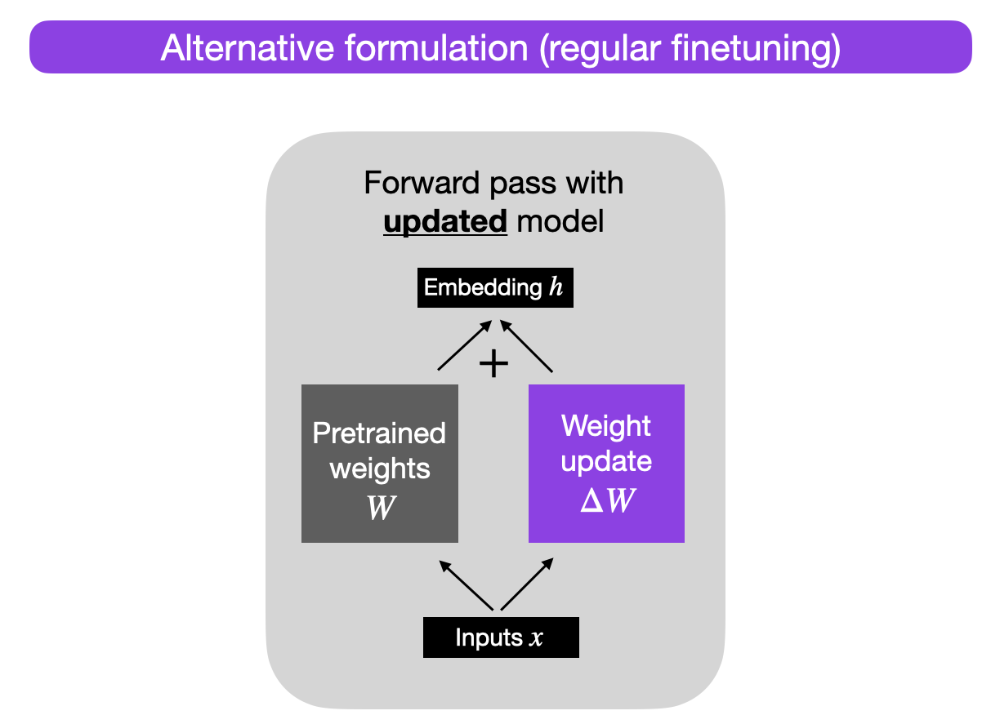 Alternative formulation (regular finetuning)
Forward pass with
updated model
Embedding h
+
Pretrained
weights
W
Weight
update
ΔW
Inputs x